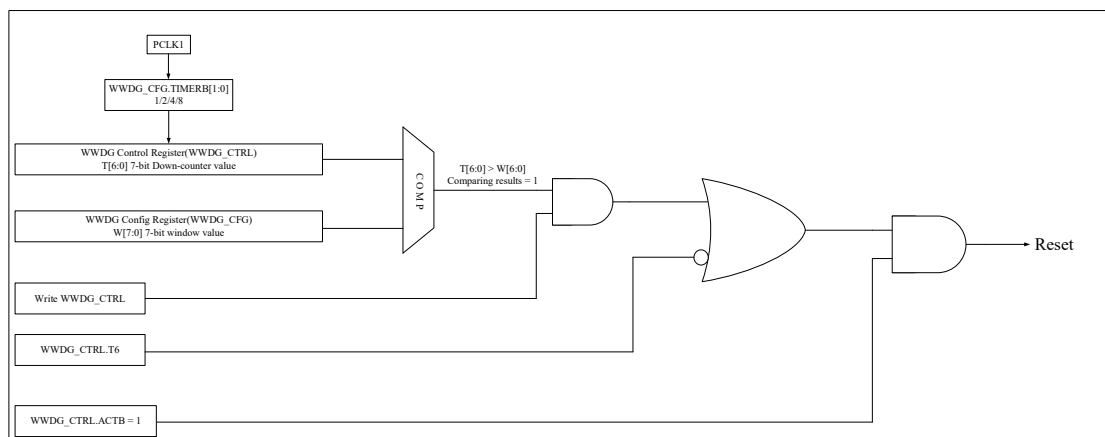 PCLK1
WWDG_CFG.TIMERB[1:0]
1/2/4/8
WWDG Control Register(WWDG_CTRL)
T[6:0] 7-bit Down-counter value
WWDG Config Register(WWDG_CFG)
W[7:0] 7-bit window value
COMP
T[6:0] > W[6:0]
Comparing results = 1
Write WWDG_CTRL
WWDG_CTRL.T6
WWDG_CTRL.ACTB = 1
Reset